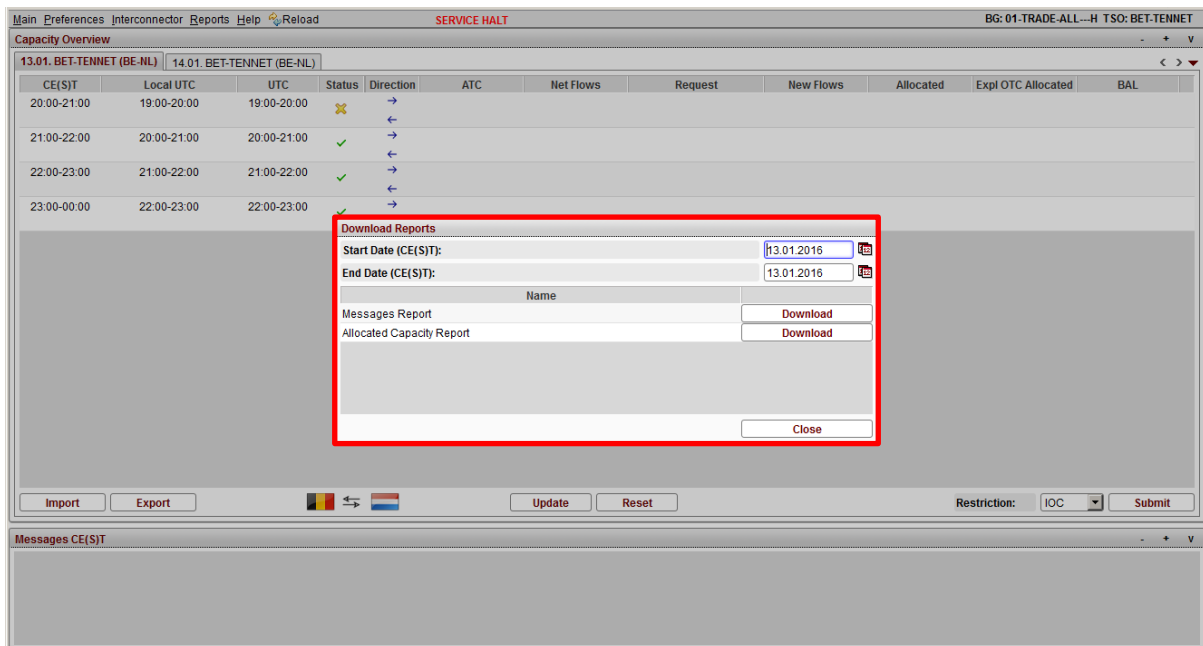 Main Preferences Interconnector Reports Help Reload SERVICE HALT BG: 01-TRADE-ALL---H TSO: BET-TENNET
Capacity Overview - + v
13.01. BET-TENNET (BE-NL) 14.01. BET-TENNET (BE-NL) < >
CE(S)T Local UTC UTC Status Direction ATC Net Flows Request New Flows Allocated Expl OTC Allocated BAL
20:00-21:00 19:00-20:00 19:00-20:00 →
←
21:00-22:00 20:00-21:00 20:00-21:00 →
←
22:00-23:00 21:00-22:00 21:00-22:00 →
←
23:00-00:00 22:00-23:00 22:00-23:00 →
Download Reports
Start Date (CE(S)T): 13.01.2016
End Date (CE(S)T): 13.01.2016
Name
Messages Report Download
Allocated Capacity Report Download
Close
Import Export Update Reset Restriction: IOC Submit
Messages CE(S)T - + v